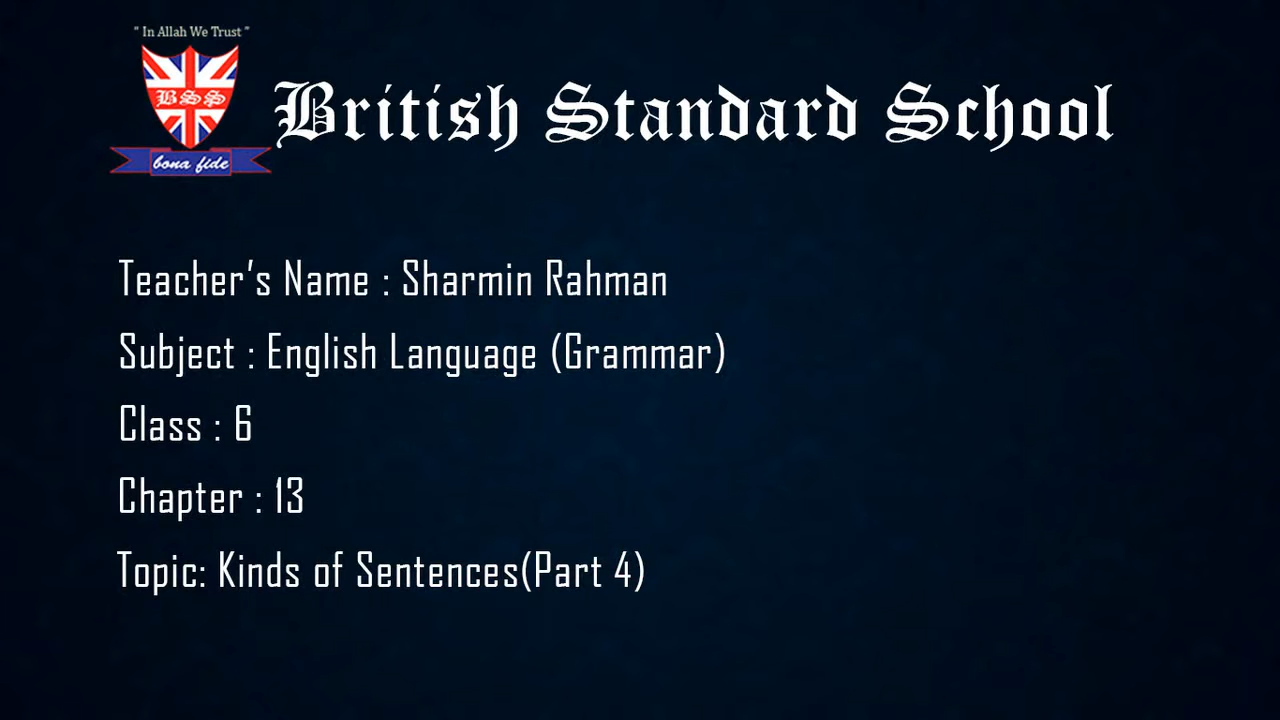 " In Allah We Trust "
BSS
bona fide
British Standard School
Teacher's Name : Sharmin Rahman
Subject : English Language (Grammar)
Class : 6
Chapter : 13
Topic: Kinds of Sentences(Part 4)